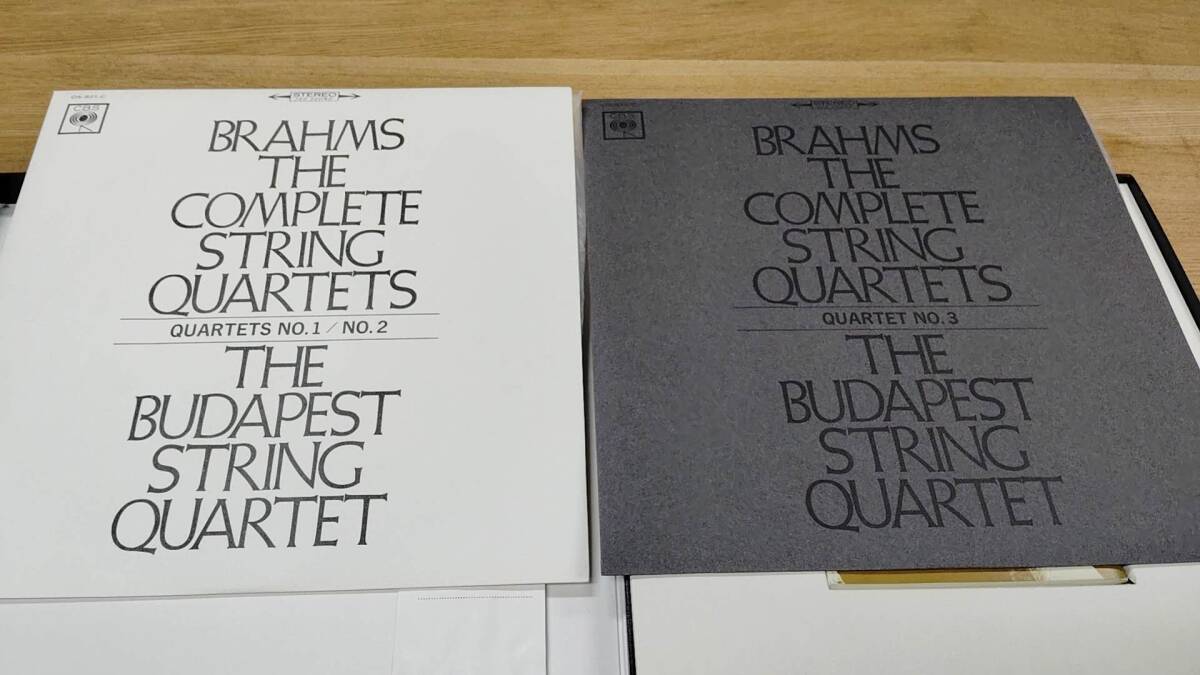 CBS
STEREO
BRAHMS
THE
COMPLETE
STRING
QUARTETS
QUARTETS NO.1 / NO.2
THE
BUDAPEST
STRING
QUARTET
CBS
STEREO
BRAHMS
THE
COMPLETE
STRING
QUARTETS
QUARTET NO.3
THE
BUDAPEST
STRING
QUARTET